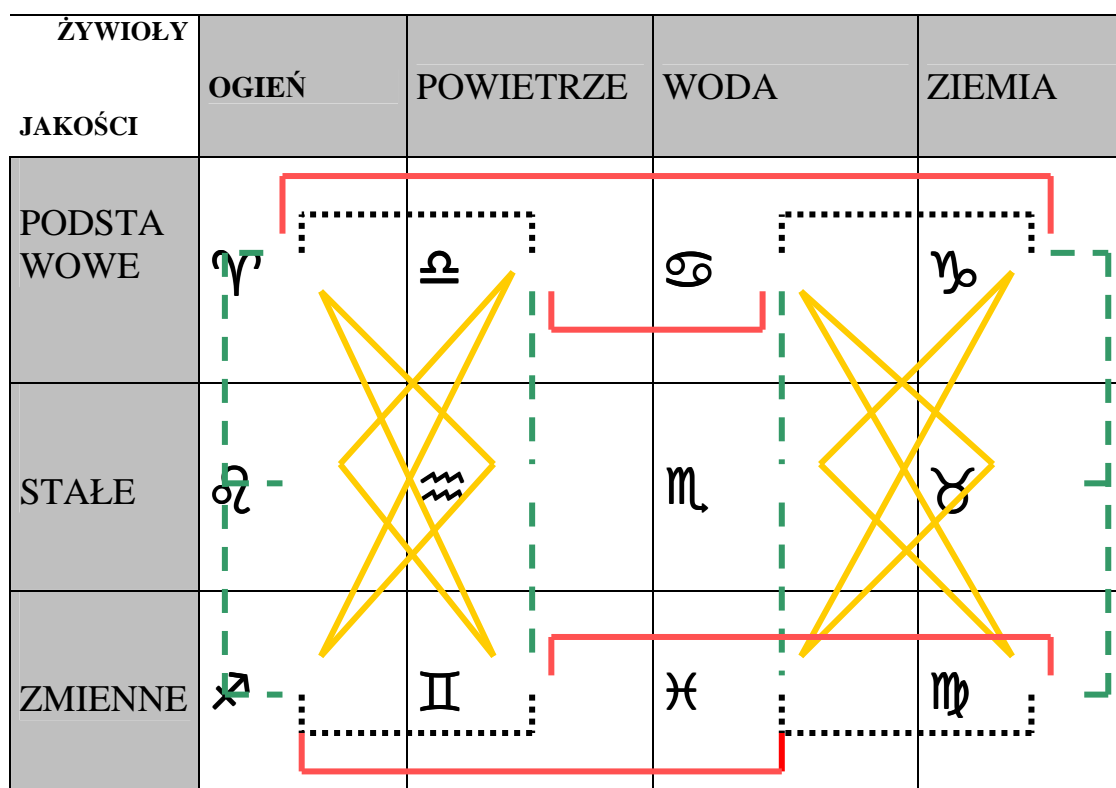 ŻYWIOŁY
JAKOŚCI
OGIEŃ
POWIETRZE
WODA
ZIEMIA
PODSTA
WOWE
♈ ♎ ♋ ♑
STAŁE
♌ ♒ ♏ ♉
ZMIENNE
♐ ♊ ♓ ♍